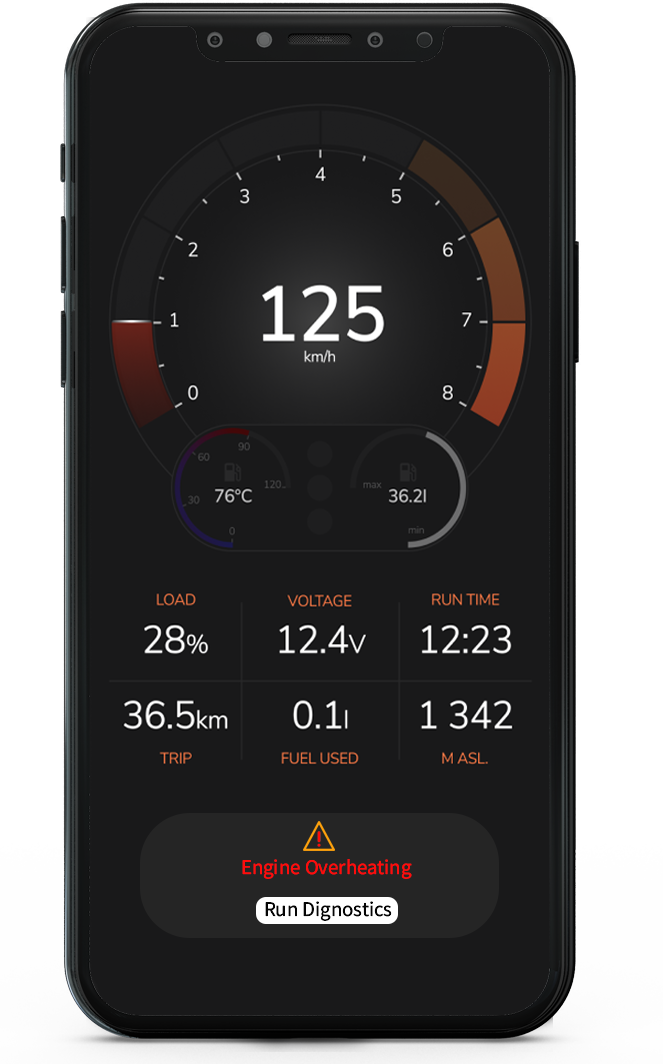 4
3
5
2
6
125
km/h
1
7
0
8
90
60
120
max
76°C
36.2l
30
0
min
LOAD
VOLTAGE
RUN TIME
28%
12.4V
12:23
36.5km
0.1l
1 342
TRIP
FUEL USED
M ASL.
Engine Overheating
Run Dignostics